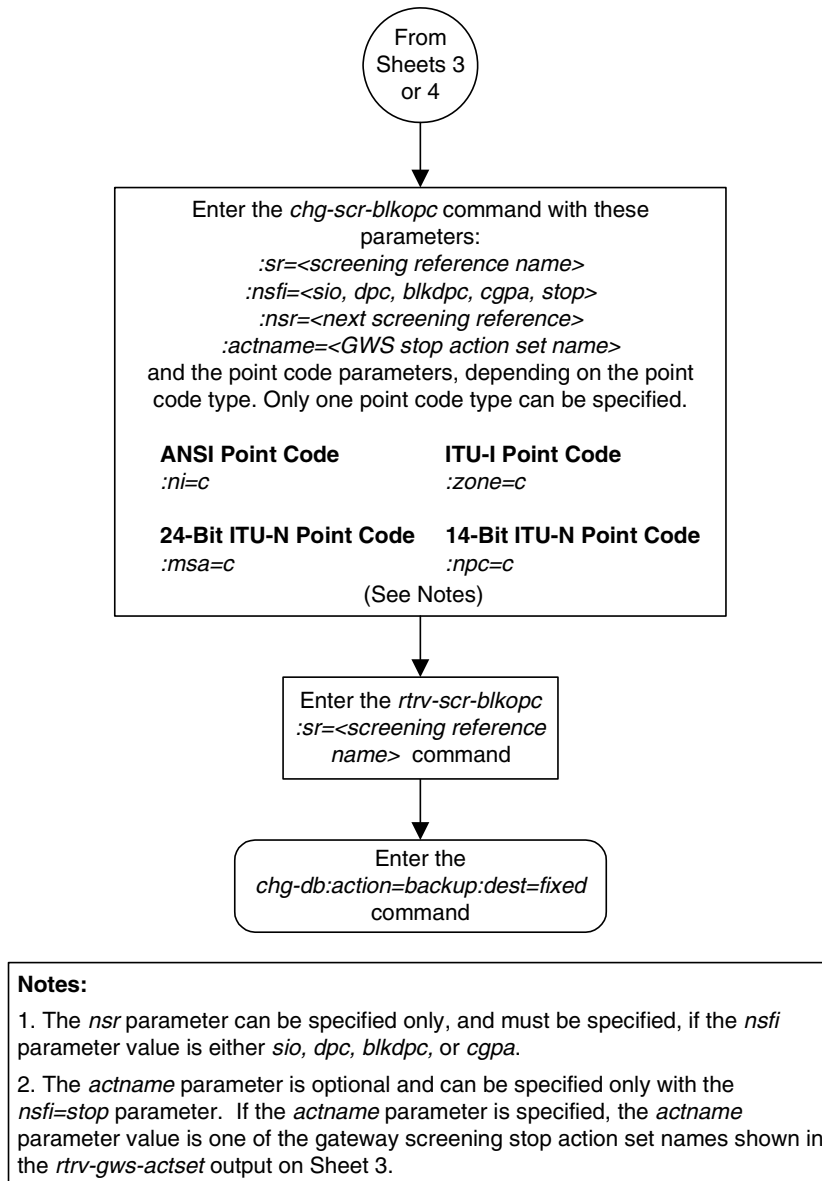 From
Sheets 3
or 4
Enter the chg-scr-blkopc command with these
parameters:
:sr=<screening reference name>
:nsfi=<sio, dpc, blkdpc, cgpa, stop>
:nsr=<next screening reference>
:actname=<GWS stop action set name>
and the point code parameters, depending on the point
code type. Only one point code type can be specified.
ANSI Point Code
:ni=c
ITU-I Point Code
:zone=c
24-Bit ITU-N Point Code
:msa=c
14-Bit ITU-N Point Code
:npc=c
(See Notes)
Enter the rtrv-scr-blkopc
:sr=<screening reference
name> command
Enter the
chg-db:action=backup:dest=fixed
command
Notes:
1. The nsr parameter can be specified only, and must be specified, if the nsfi
parameter value is either sio, dpc, blkdpc, or cgpa.
2. The actname parameter is optional and can be specified only with the
nsfi=stop parameter. If the actname parameter is specified, the actname
parameter value is one of the gateway screening stop action set names shown in
the rtrv-gws-actset output on Sheet 3.